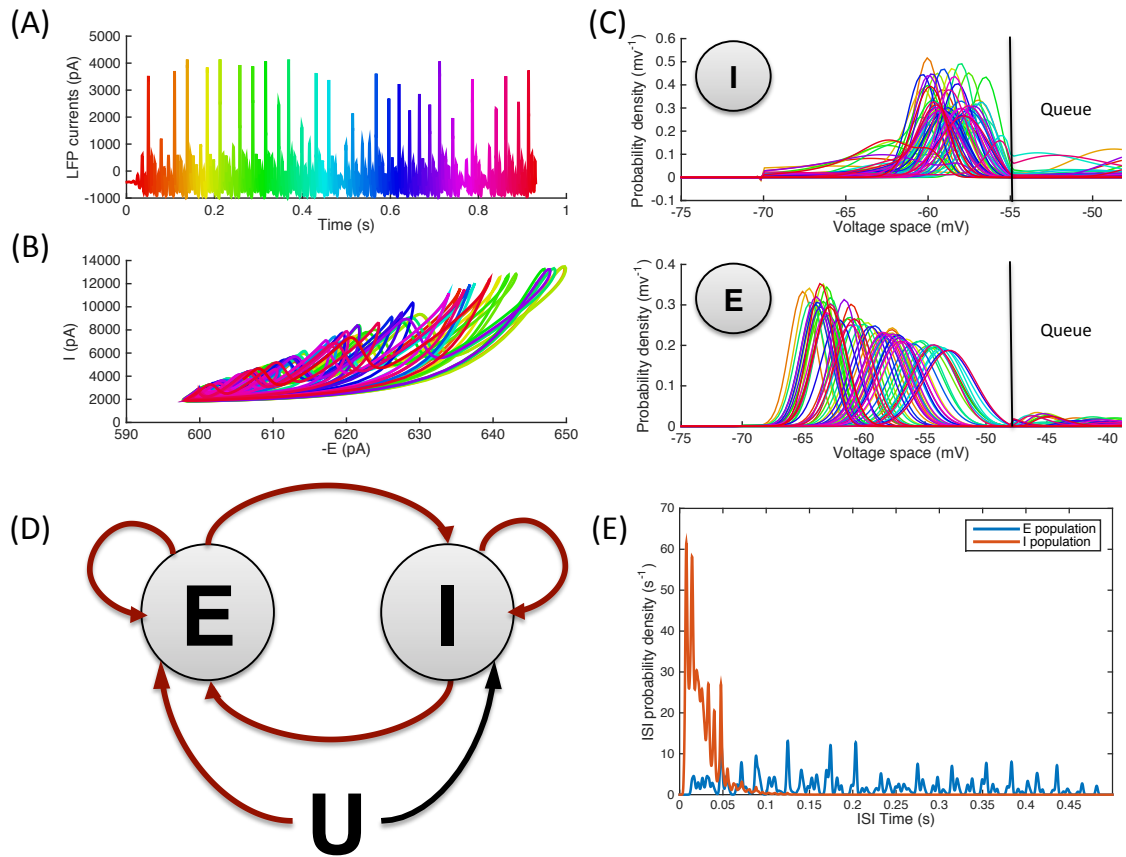 (A)
LFP currents (pA)
5000
4000
3000
2000
1000
0
-1000
0 0.2 0.4 0.6 0.8 1
Time (s)
(B)
I (pA)
14000
12000
10000
8000
6000
4000
2000
0
590 600 610 620 630 640 650
-E (pA)
(C)
I
Queue
Probability density (mv-1)
0.6
0.5
0.4
0.3
0.2
0.1
0
-0.1
-75 -70 -65 -60 -55 -50
Voltage space (mV)
E
Queue
Probability density (mv-1)
0.4
0.3
0.2
0.1
0
-75 -70 -65 -60 -55 -50 -45 -40
Voltage space (mV)
(D)
E I
U
(E)
ISI probability density (s-1)
70
60
50
40
30
20
10
0
E population
I population
0 0.05 0.1 0.15 0.2 0.25 0.3 0.35 0.4 0.45
ISI Time (s)